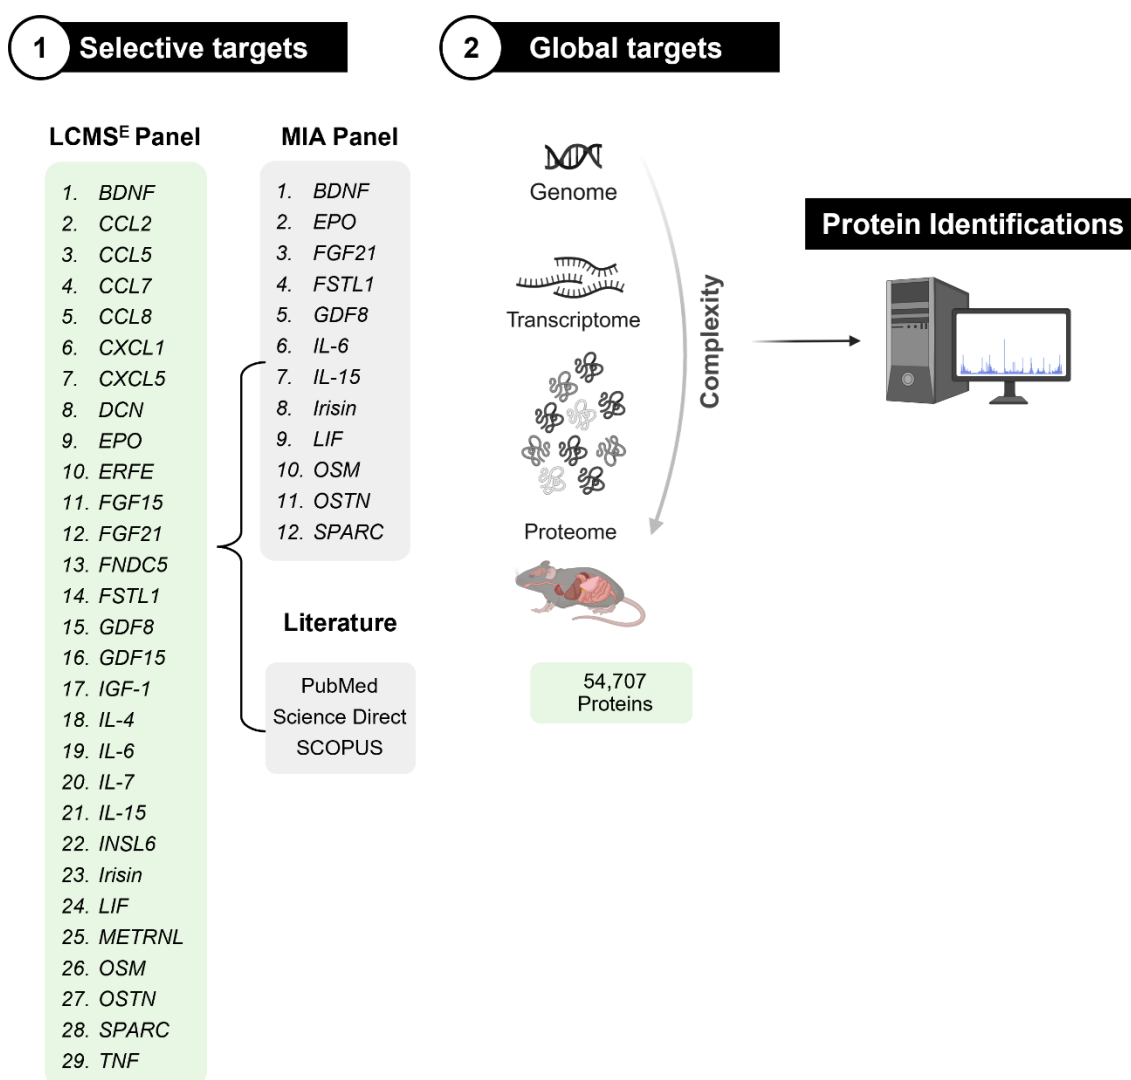 1 Selective targets
LCMSᴱ Panel
1. BDNF
2. CCL2
3. CCL5
4. CCL7
5. CCL8
6. CXCL1
7. CXCL5
8. DCN
9. EPO
10. ERFE
11. FGF15
12. FGF21
13. FNDC5
14. FSTL1
15. GDF8
16. GDF15
17. IGF-1
18. IL-4
19. IL-6
20. IL-7
21. IL-15
22. INSL6
23. Irisin
24. LIF
25. METRNL
26. OSM
27. OSTN
28. SPARC
29. TNF
MIA Panel
1. BDNF
2. EPO
3. FGF21
4. FSTL1
5. GDF8
6. IL-6
7. IL-15
8. Irisin
9. LIF
10. OSM
11. OSTN
12. SPARC
Literature
PubMed
Science Direct
SCOPUS
2 Global targets
Genome
Transcriptome
Proteome
54,707
Proteins
Complexity
Protein Identifications